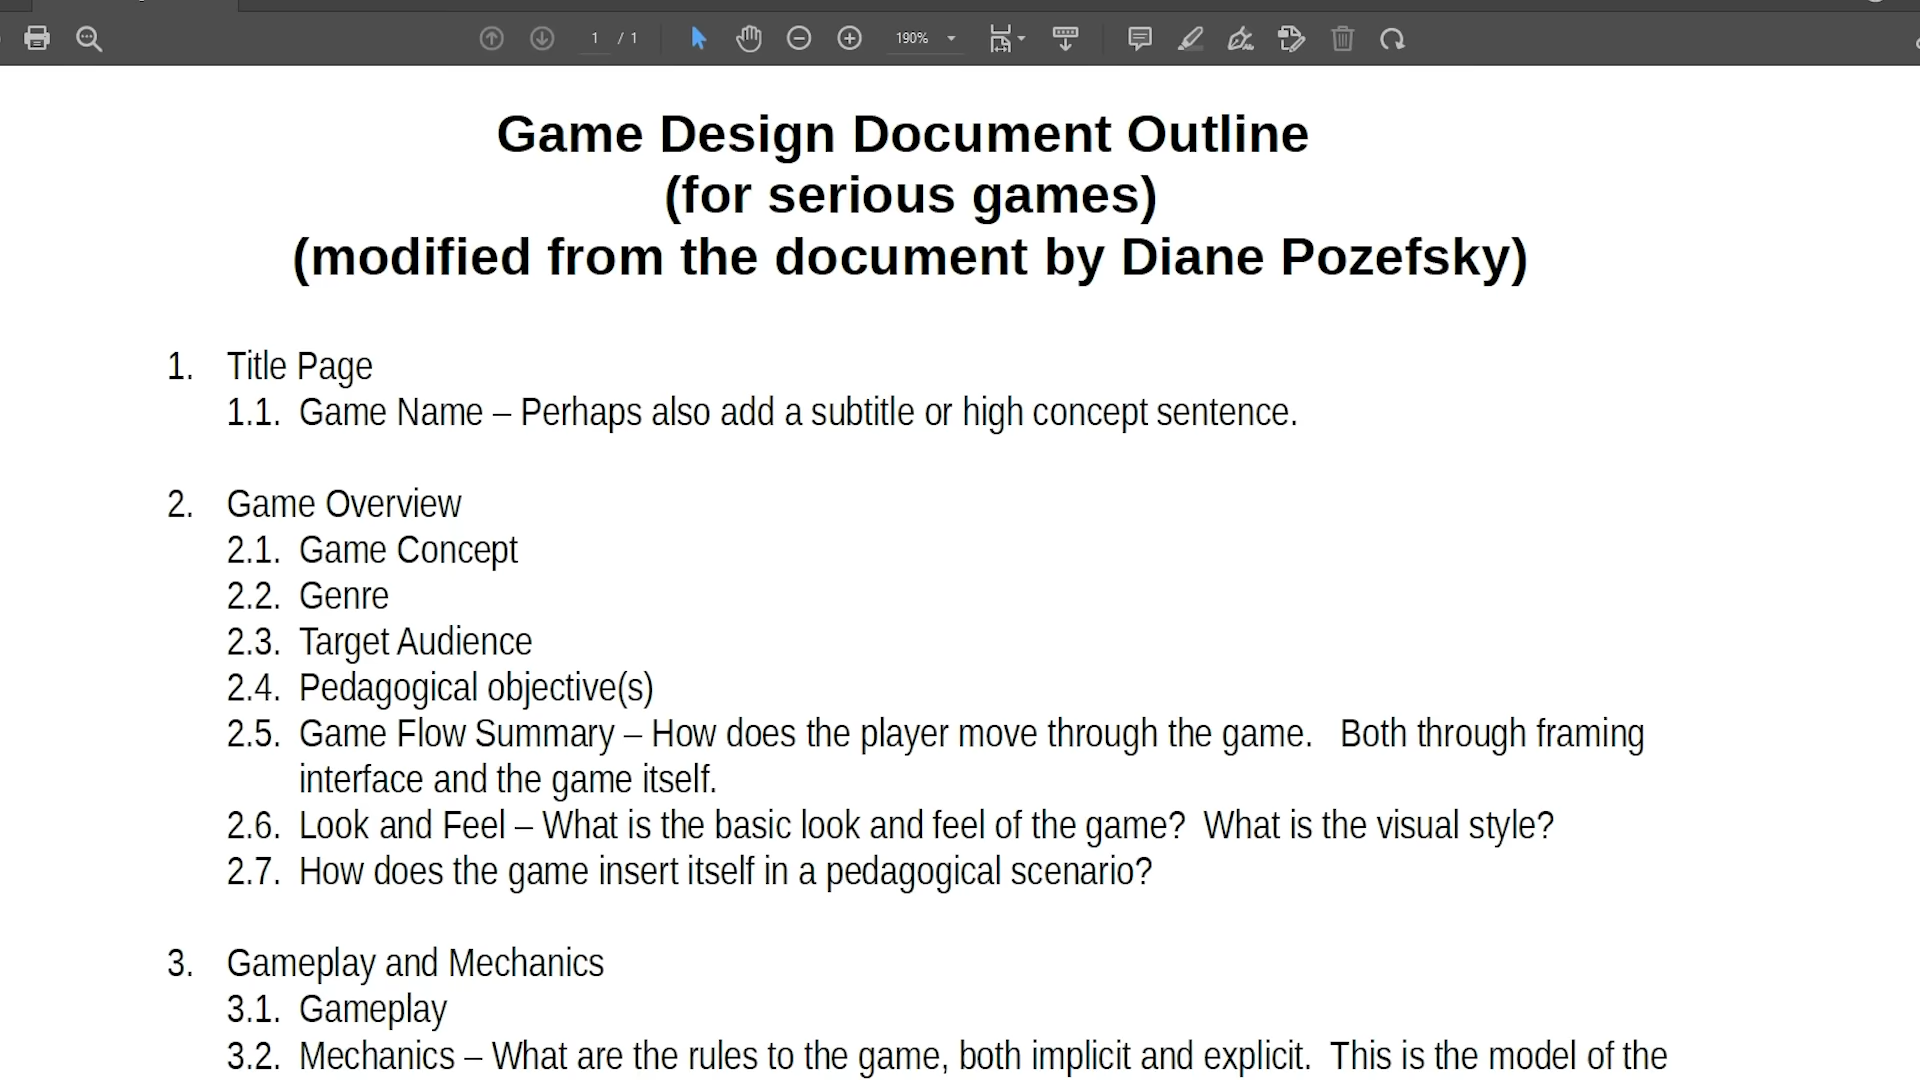 1 / 1 190%
Game Design Document Outline
(for serious games)
(modified from the document by Diane Pozefsky)
1. Title Page
1.1. Game Name – Perhaps also add a subtitle or high concept sentence.
2. Game Overview
2.1. Game Concept
2.2. Genre
2.3. Target Audience
2.4. Pedagogical objective(s)
2.5. Game Flow Summary – How does the player move through the game. Both through framing
interface and the game itself.
2.6. Look and Feel – What is the basic look and feel of the game? What is the visual style?
2.7. How does the game insert itself in a pedagogical scenario?
3. Gameplay and Mechanics
3.1. Gameplay
3.2. Mechanics – What are the rules to the game, both implicit and explicit. This is the model of the